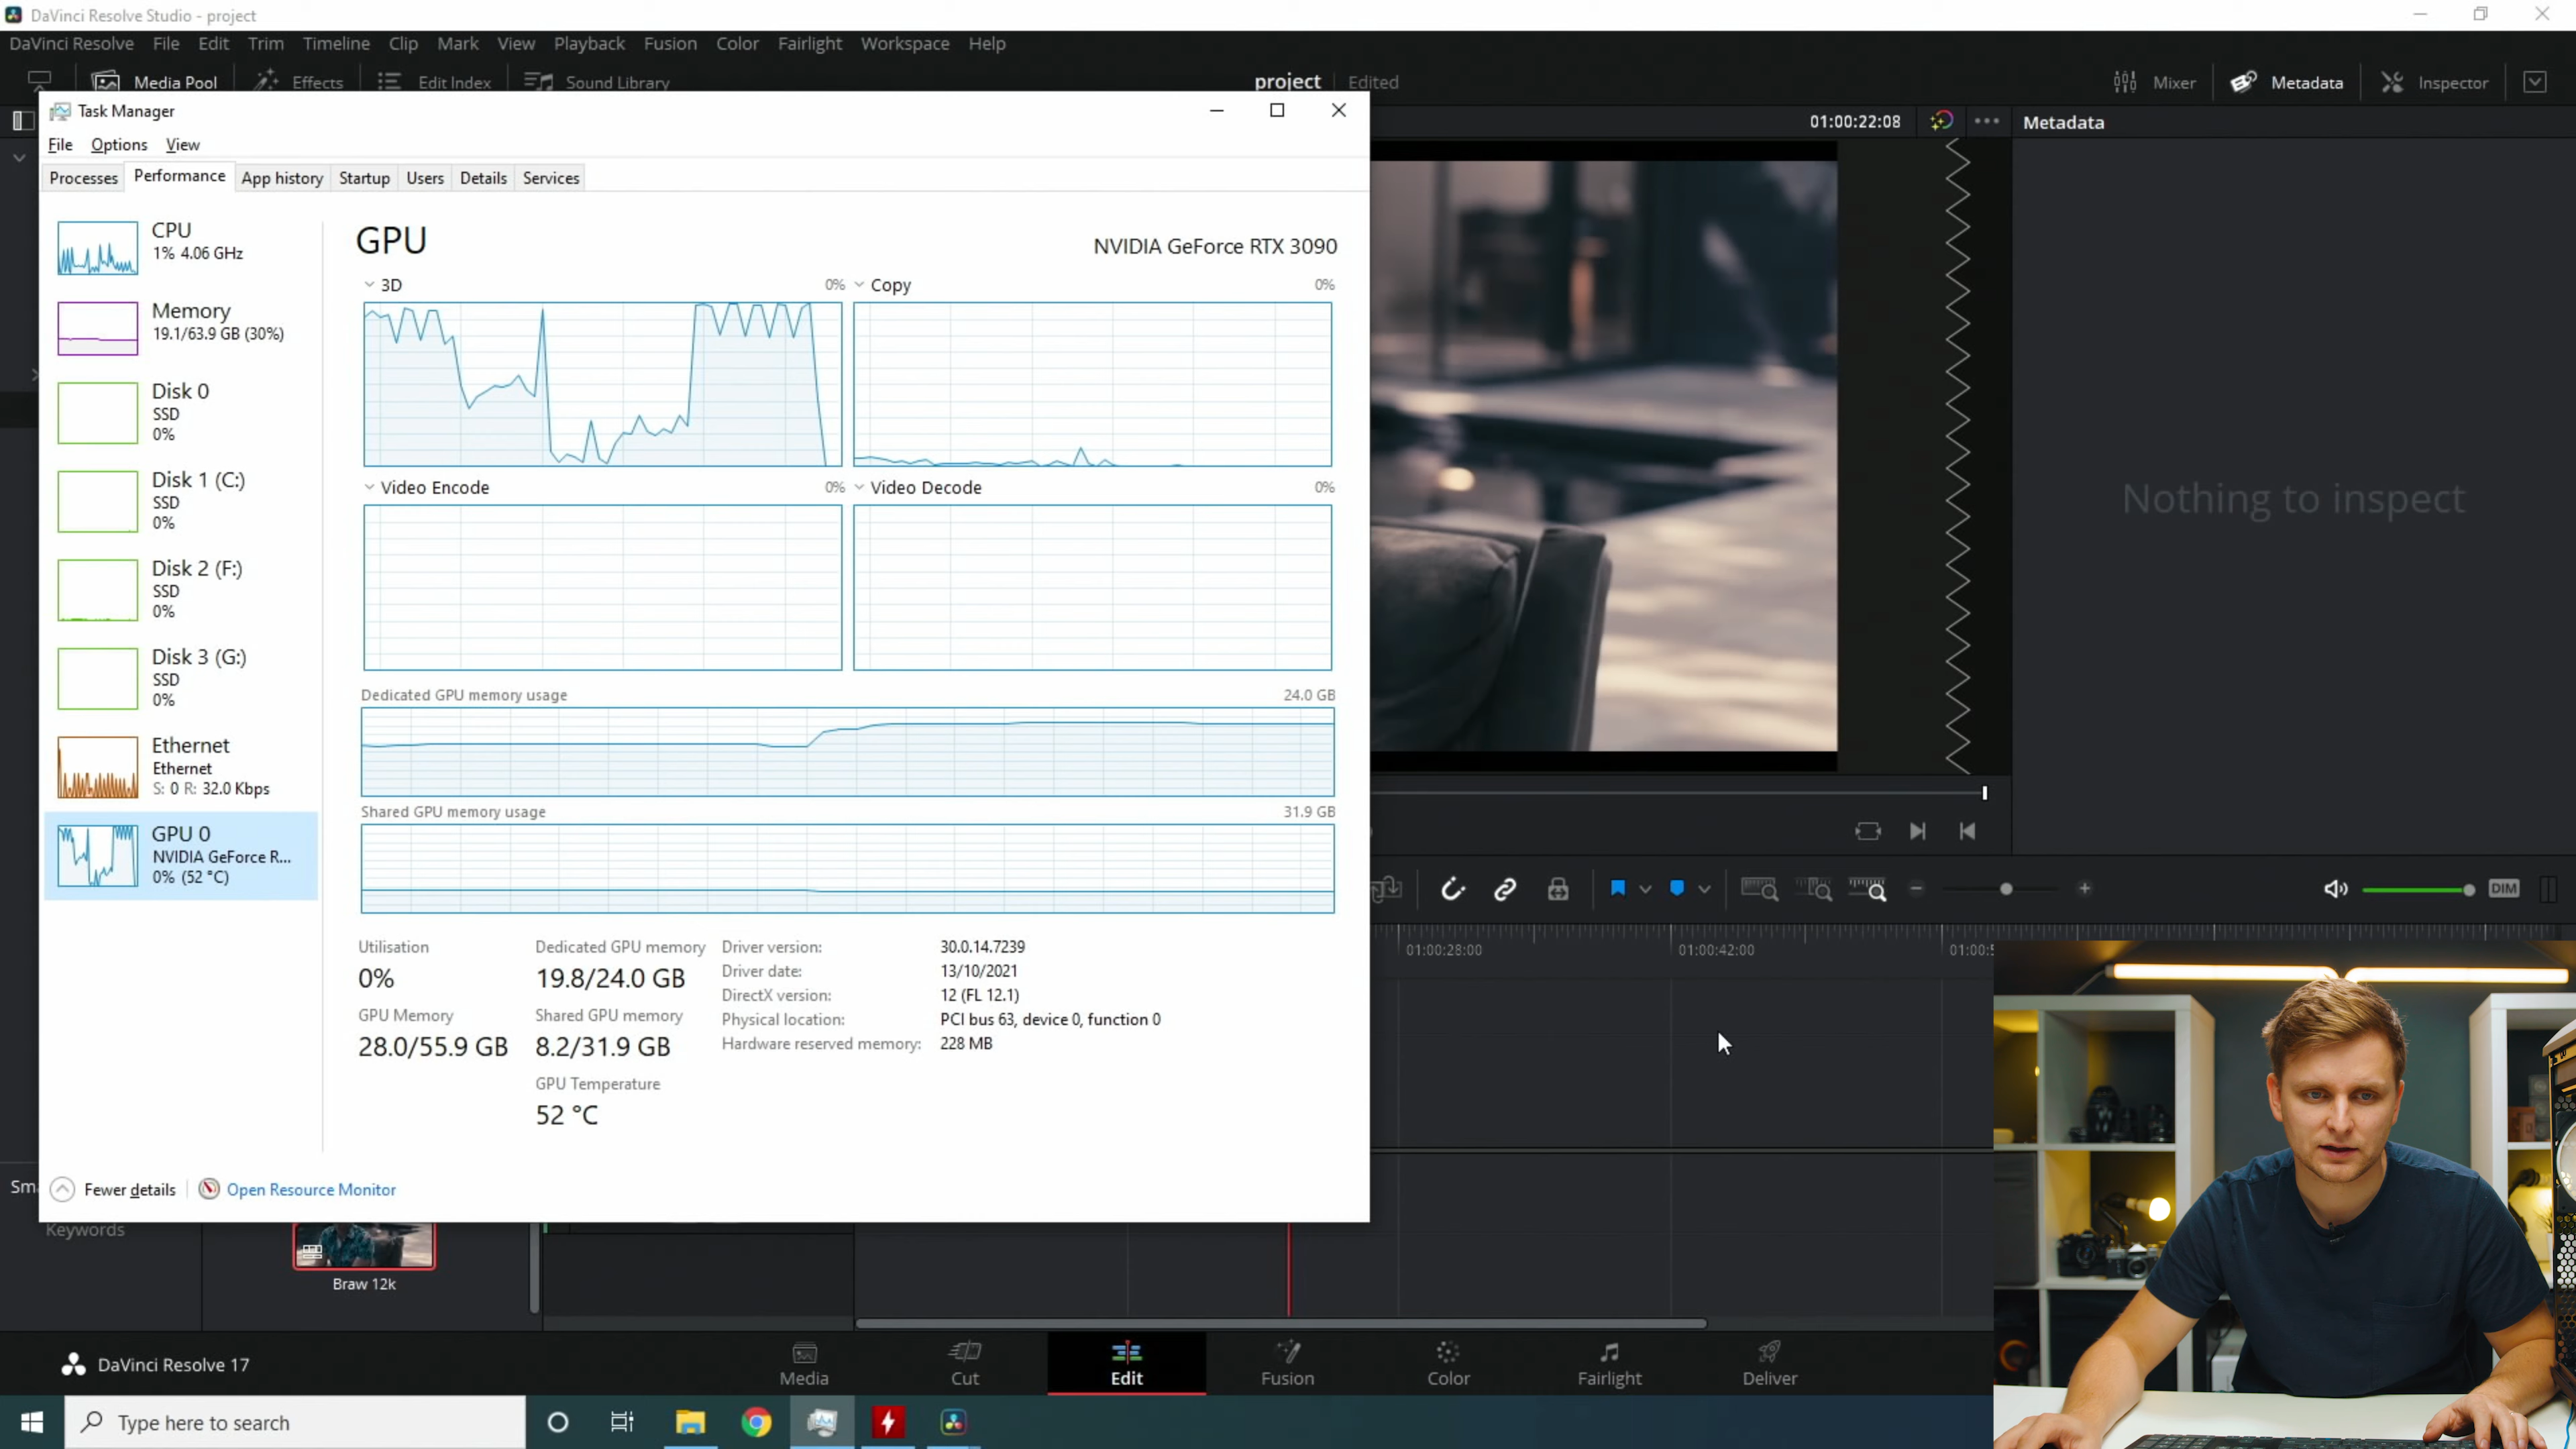 DaVinci Resolve Studio - project
DaVinci Resolve File Edit Trim Timeline Clip Mark View Playback Fusion Color Fairlight Workspace Help
Media Pool Effects Edit Index Sound Library project Edited Mixer Metadata Inspector
Task Manager
01:00:22:08 Metadata
File Options View
Processes Performance App history Startup Users Details Services
CPU
1% 4.06 GHz
Memory
19.1/63.9 GB (30%)
Disk 0
SSD
0%
Disk 1 (C:)
SSD
0%
Disk 2 (F:)
SSD
0%
Disk 3 (G:)
SSD
0%
Ethernet
Ethernet
S: 0 R: 32.0 Kbps
GPU 0
NVIDIA GeForce R...
0% (52 °C)
GPU NVIDIA GeForce RTX 3090
3D 0% Copy 0%
Video Encode 0% Video Decode 0%
Dedicated GPU memory usage 24.0 GB
Shared GPU memory usage 31.9 GB
Utilisation
0%
GPU Memory
28.0/55.9 GB
Dedicated GPU memory
19.8/24.0 GB
Shared GPU memory
8.2/31.9 GB
GPU Temperature
52 °C
Driver version: 30.0.14.7239
Driver date: 13/10/2021
DirectX version: 12 (FL 12.1)
Physical location: PCI bus 63, device 0, function 0
Hardware reserved memory: 228 MB
Fewer details Open Resource Monitor
Nothing to inspect
DIM
01:00:28:00 01:00:42:00 01:00:5
Keywords
Braw 12k
DaVinci Resolve 17
Media Cut Edit Fusion Color Fairlight Deliver
Type here to search